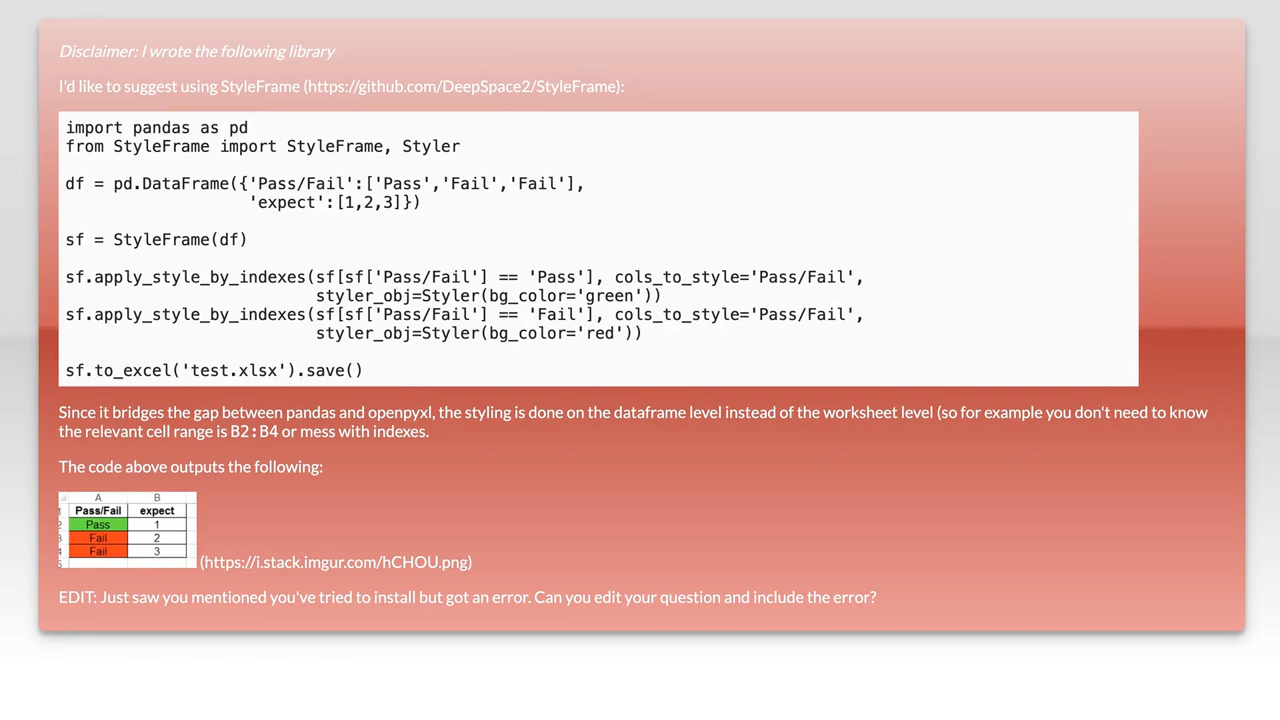 Disclaimer: I wrote the following library
I'd like to suggest using StyleFrame (https://github.com/DeepSpace2/StyleFrame):
import pandas as pd
from StyleFrame import StyleFrame, Styler
df = pd.DataFrame({'Pass/Fail':['Pass','Fail','Fail'],
                   'expect':[1,2,3]})
sf = StyleFrame(df)
sf.apply_style_by_indexes(sf[sf['Pass/Fail'] == 'Pass'], cols_to_style='Pass/Fail',
                          styler_obj=Styler(bg_color='green'))
sf.apply_style_by_indexes(sf[sf['Pass/Fail'] == 'Fail'], cols_to_style='Pass/Fail',
                          styler_obj=Styler(bg_color='red'))
sf.to_excel('test.xlsx').save()
Since it bridges the gap between pandas and openpyxl, the styling is done on the dataframe level instead of the worksheet level (so for example you don't need to know
the relevant cell range is B2:B4 or mess with indexes.
The code above outputs the following:
A B
1 Pass/Fail expect
2 Pass 1
3 Fail 2
4 Fail 3
5
(https://i.stack.imgur.com/hCHOU.png)
EDIT: Just saw you mentioned you've tried to install but got an error. Can you edit your question and include the error?